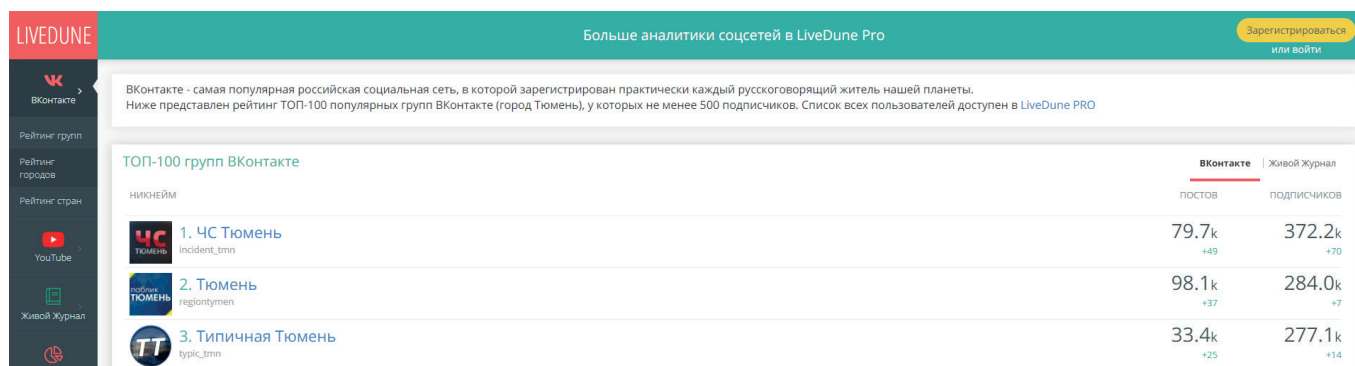 LIVEDUNE
Больше аналитики соцсетей в LiveDune Pro
Зарегистрироваться
или войти
ВКонтакте
ВКонтакте - самая популярная российская социальная сеть, в которой зарегистрирован практически каждый русскоговорящий житель нашей планеты.
Ниже представлен рейтинг ТОП-100 популярных групп ВКонтакте (город Тюмень), у которых не менее 500 подписчиков. Список всех пользователей доступен в LiveDune PRO
Рейтинг групп
Рейтинг
городов
Рейтинг стран
YouTube
Живой Журнал
ТОП-100 групп ВКонтакте
ВКонтакте | Живой Журнал
НИКНЕЙМ ПОСТОВ ПОДПИСЧИКОВ
ЧС
ТЮМЕНЬ
1. ЧС Тюмень 79.7k 372.2k
incident_tmn +49 +70
поблик
ТЮМЕНЬ
2. Тюмень 98.1k 284.0k
regiontymen +37 +7
ТТ
3. Типичная Тюмень 33.4k 277.1k
typic_tmn +25 +14